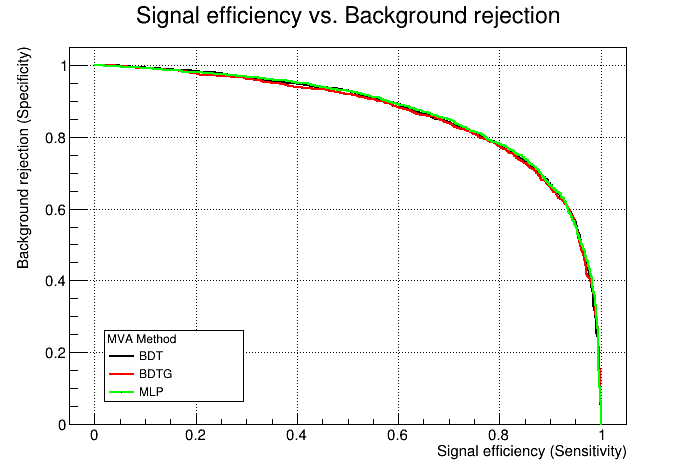 Signal efficiency vs. Background rejection
Background rejection (Specificity)
1
0.8
0.6
0.4
0.2
0
MVA Method
BDT
BDTG
MLP
0 0.2 0.4 0.6 0.8 1
Signal efficiency (Sensitivity)